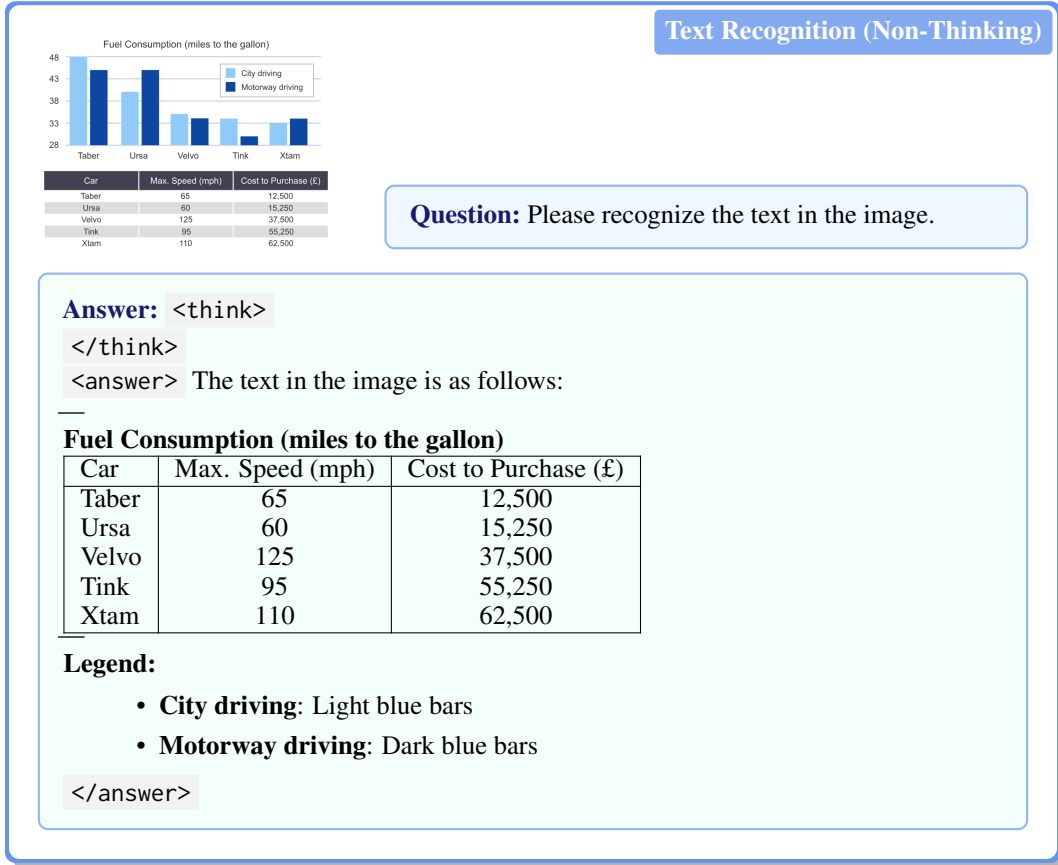 Text Recognition (Non-Thinking)
Fuel Consumption (miles to the gallon)
48
43
38
33
28
City driving
Motorway driving
Taber Ursa Velvo Tink Xtam
Car Max. Speed (mph) Cost to Purchase (£)
Taber 65 12,500
Ursa 60 15,250
Velvo 125 37,500
Tink 95 55,250
Xtam 110 62,500
Question: Please recognize the text in the image.
Answer: <think>
</think>
<answer> The text in the image is as follows:
Fuel Consumption (miles to the gallon)
Car Max. Speed (mph) Cost to Purchase (£)
Taber 65 12,500
Ursa 60 15,250
Velvo 125 37,500
Tink 95 55,250
Xtam 110 62,500
Legend:
• City driving: Light blue bars
• Motorway driving: Dark blue bars
</answer>